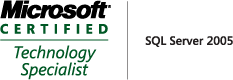 Microsoft
CERTIFIED
Technology
Specialist
SQL Server 2005